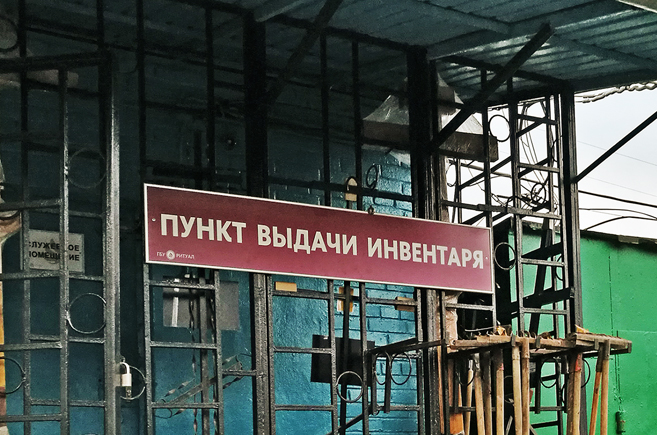 СЛУЖЕБНОЕ
ПОМЕЩЕНИЕ
ПУНКТ ВЫДАЧИ ИНВЕНТАРЯ
ГБУ РИТУАЛ